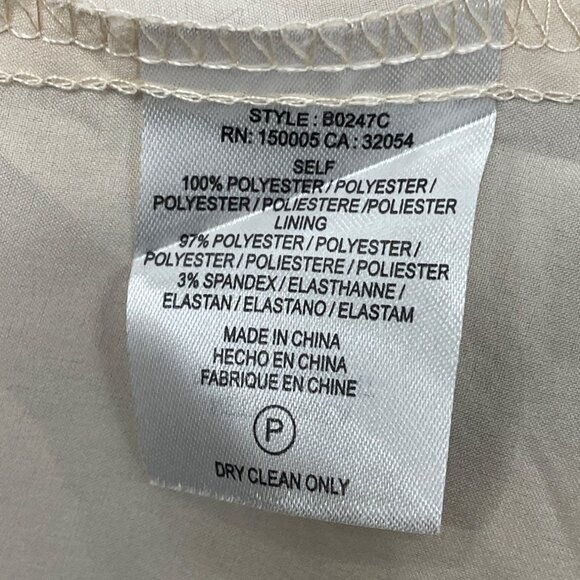 STYLE : B0247C
RN: 150005 CA : 32054
SELF
100% POLYESTER / POLYESTER /
POLYESTER / POLIESTERE /POLIESTER
LINING
97% POLYESTER / POLYESTER /
POLYESTER / POLIESTERE / POLIESTER
3% SPANDEX / ELASTHANNE /
ELASTAN / ELASTANO / ELASTAM
MADE IN CHINA
HECHO EN CHINA
FABRIQUE EN CHINE
P
DRY CLEAN ONLY